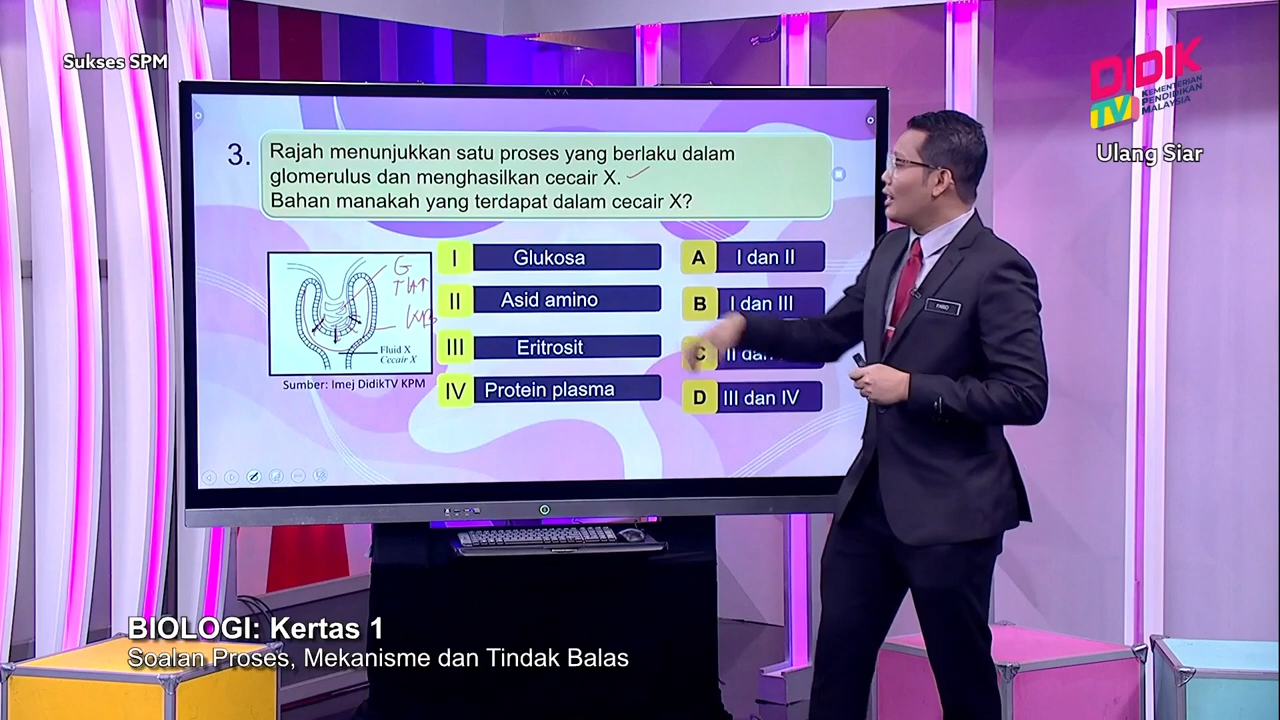 Sukses SPM
DIDIK
TV
KEMENTERIAN
PENDIDIKAN
MALAYSIA
Ulang Siar
3.
Rajah menunjukkan satu proses yang berlaku dalam
glomerulus dan menghasilkan cecair X.
Bahan manakah yang terdapat dalam cecair X?
I Glukosa
II Asid amino
III Eritrosit
IV Protein plasma
A I dan II
B I dan III
C II dan
D III dan IV
G
Fluid X
Cecair X
Sumber: Imej DidikTV KPM
BIOLOGI: Kertas 1
Soalan Proses, Mekanisme dan Tindak Balas